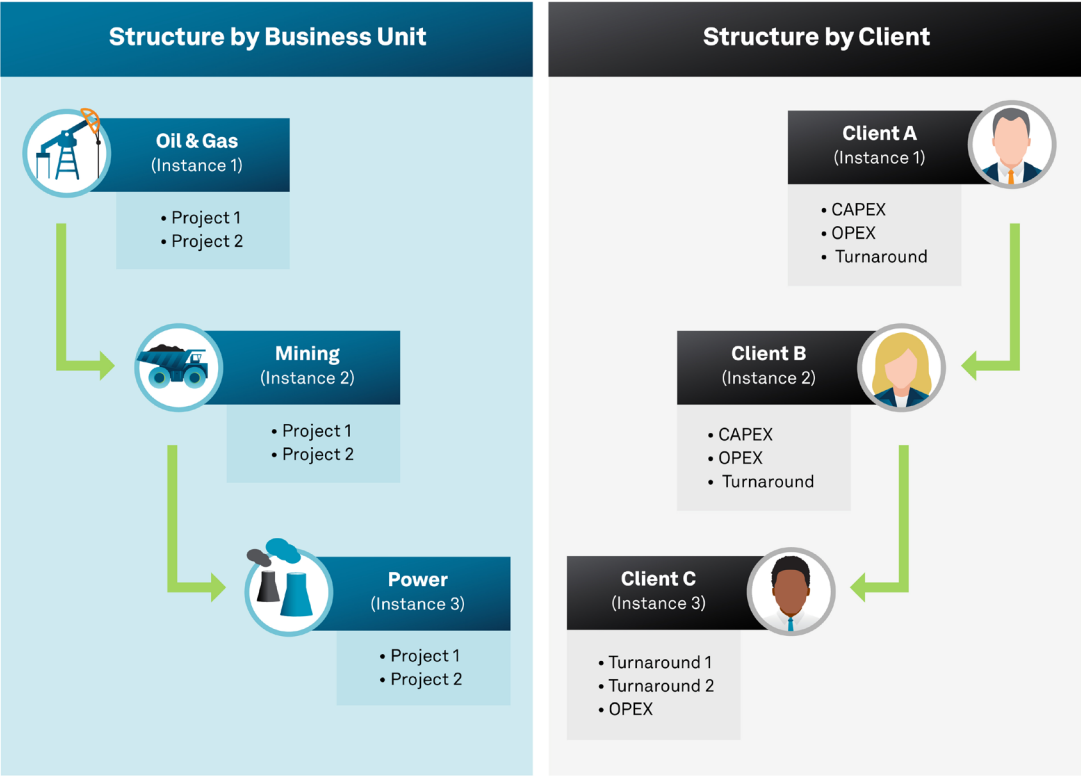 Structure by Business Unit
Oil & Gas
(Instance 1)
• Project 1
• Project 2
Mining
(Instance 2)
• Project 1
• Project 2
Power
(Instance 3)
• Project 1
• Project 2
Structure by Client
Client A
(Instance 1)
• CAPEX
• OPEX
• Turnaround
Client B
(Instance 2)
• CAPEX
• OPEX
• Turnaround
Client C
(Instance 3)
• Turnaround 1
• Turnaround 2
• OPEX